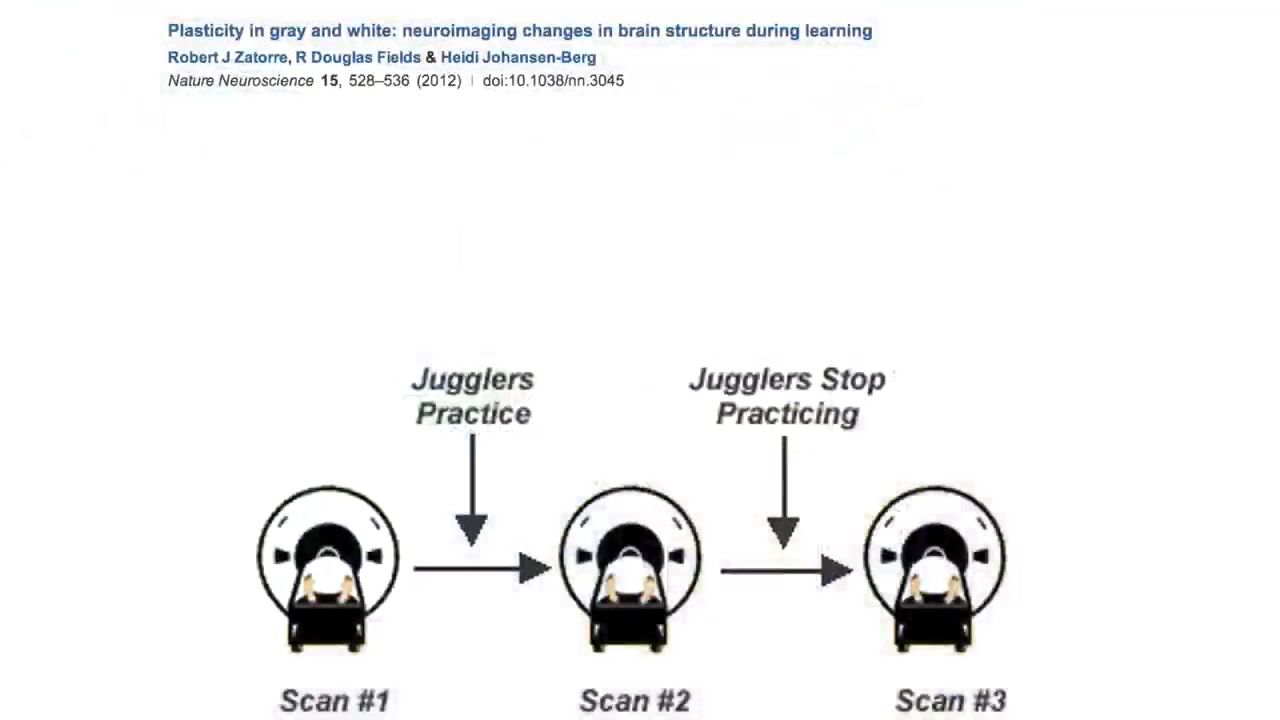 Plasticity in gray and white: neuroimaging changes in brain structure during learning
Robert J Zatorre, R Douglas Fields & Heidi Johansen-Berg
Nature Neuroscience 15, 528–536 (2012) | doi:10.1038/nn.3045
Jugglers
Practice
Jugglers Stop
Practicing
Scan #1
Scan #2
Scan #3